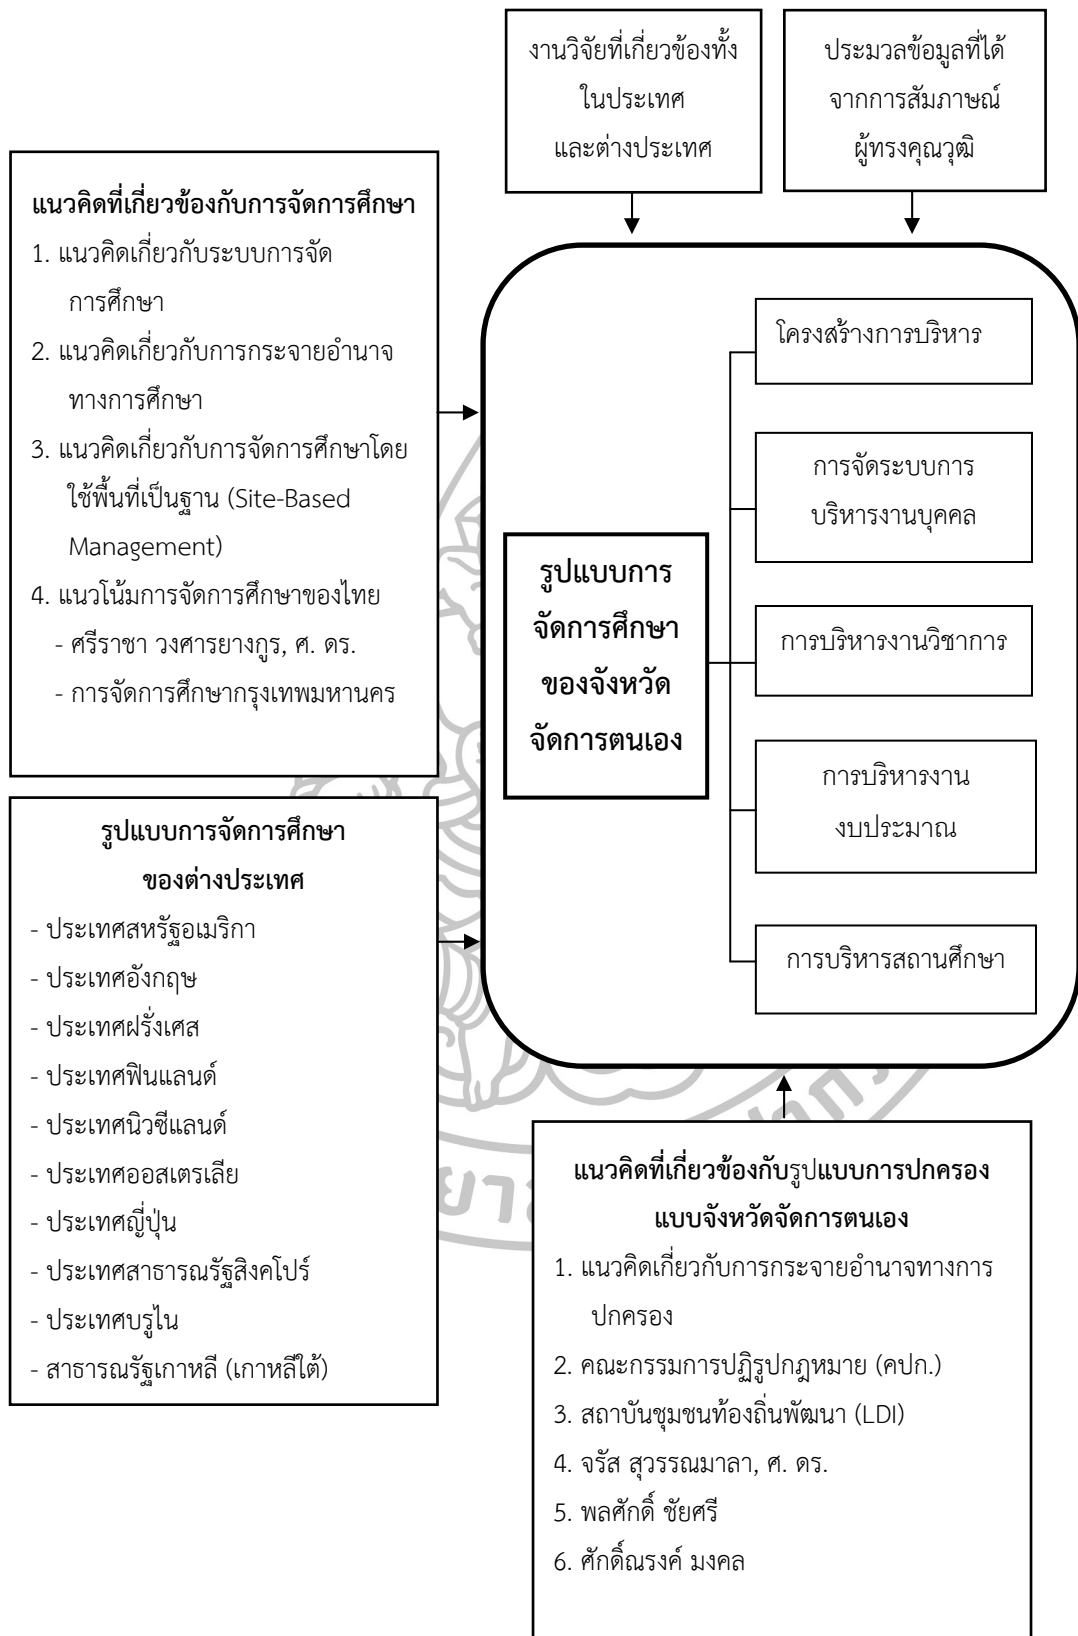 งานวิจัยที่เกี่ยวข้องทั้ง
ในประเทศ
และต่างประเทศ
ประมวลข้อมูลที่ได้
จากการสัมภาษณ์
ผู้ทรงคุณวุฒิ
แนวคิดที่เกี่ยวข้องกับการจัดการศึกษา
1. แนวคิดเกี่ยวกับระบบการจัด
การศึกษา
2. แนวคิดเกี่ยวกับการกระจายอำนาจ
ทางการศึกษา
3. แนวคิดเกี่ยวกับการจัดการศึกษาโดย
ใช้พื้นที่เป็นฐาน (Site-Based
Management)
4. แนวโน้มการจัดการศึกษาของไทย
- ศรีราชา วงศารยางกูร, ศ. ดร.
- การจัดการศึกษากรุงเทพมหานคร
รูปแบบการจัดการศึกษา
ของต่างประเทศ
- ประเทศสหรัฐอเมริกา
- ประเทศอังกฤษ
- ประเทศฝรั่งเศส
- ประเทศฟินแลนด์
- ประเทศนิวซีแลนด์
- ประเทศออสเตรเลีย
- ประเทศญี่ปุ่น
- ประเทศสาธารณรัฐสิงคโปร์
- ประเทศบรูไน
- สาธารณรัฐเกาหลี (เกาหลีใต้)
รูปแบบการ
จัดการศึกษา
ของจังหวัด
จัดการตนเอง
โครงสร้างการบริหาร
การจัดระบบการ
บริหารงานบุคคล
การบริหารงานวิชาการ
การบริหารงาน
งบประมาณ
การบริหารสถานศึกษา
แนวคิดที่เกี่ยวข้องกับรูปแบบการปกครอง
แบบจังหวัดจัดการตนเอง
1. แนวคิดเกี่ยวกับการกระจายอำนาจทางการ
ปกครอง
2. คณะกรรมการปฏิรูปกฎหมาย (คปก.)
3. สถาบันชุมชนท้องถิ่นพัฒนา (LDI)
4. จรัส สุวรรณมาลา, ศ. ดร.
5. พลศักดิ์ ชัยศรี
6. ศักดิ์ณรงค์ มงคล